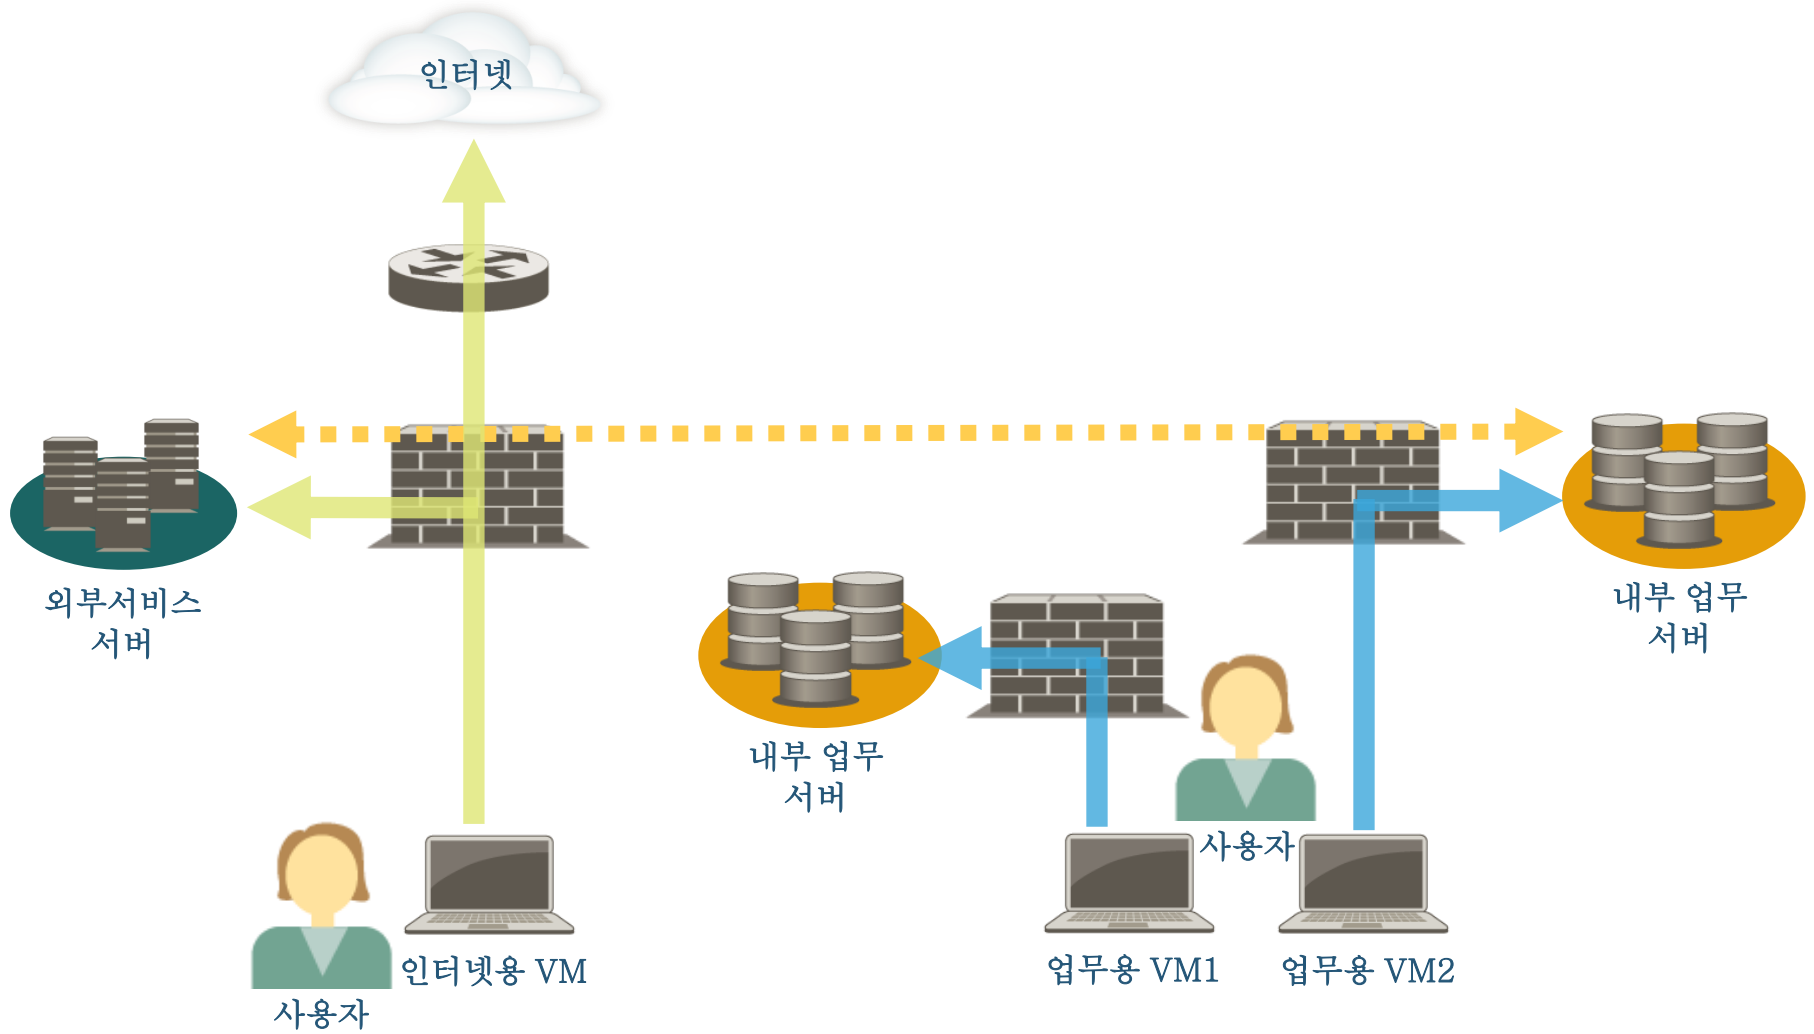 인터넷
외부서비스
서버
내부 업무
서버
내부 업무
서버
사용자
인터넷용 VM
사용자
업무용 VM1
업무용 VM2